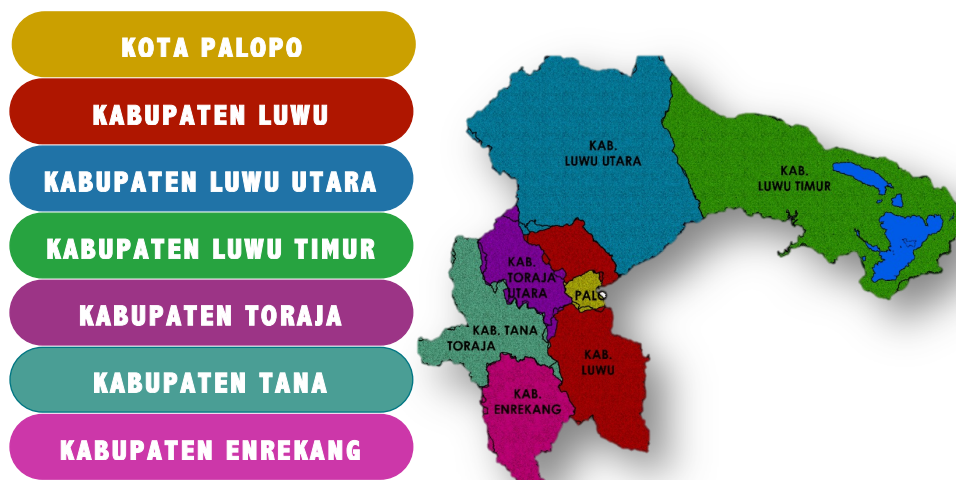 KOTA PALOPO
KABUPATEN LUWU
KABUPATEN LUWU UTARA
KABUPATEN LUWU TIMUR
KABUPATEN TORAJA
KABUPATEN TANA
KABUPATEN ENREKANG
KAB.
LUWU UTARA
KAB.
LUWU TIMUR
KAB.
TORAJA
UTARA
PALO
KAB. TANA
TORAJA
KAB.
LUWU
KAB.
ENREKANG